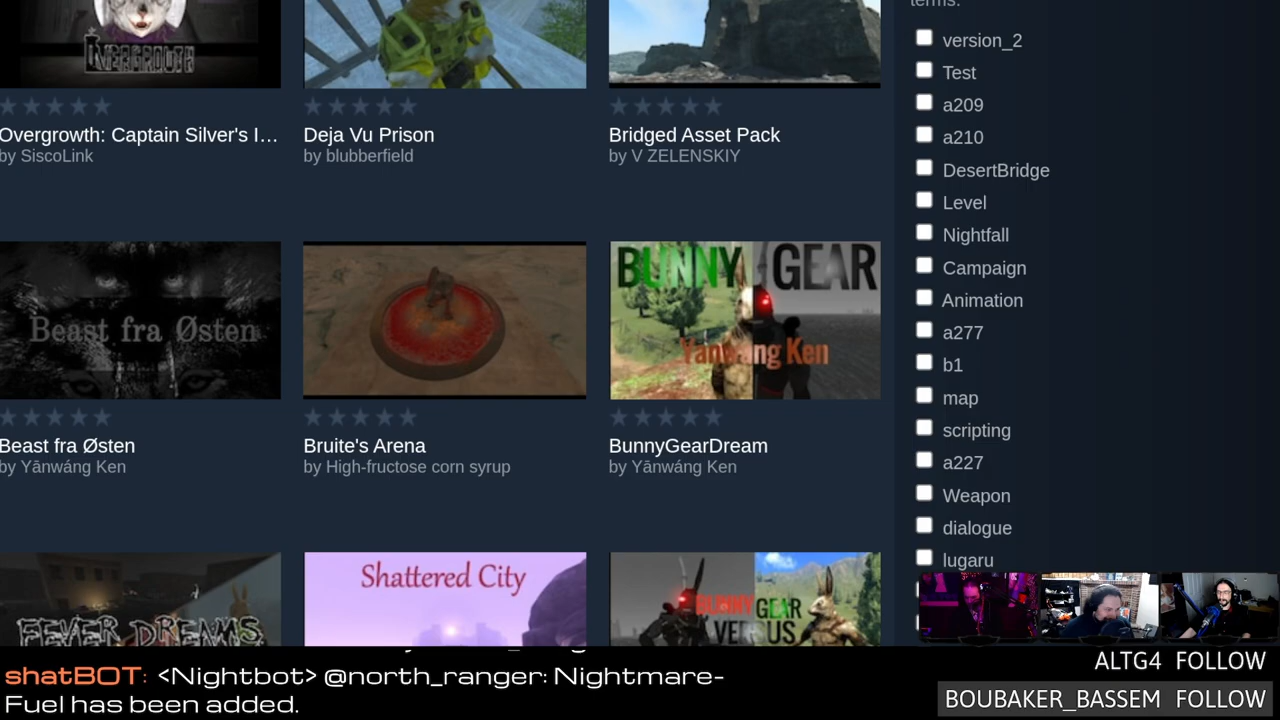 terms:
OVERGROWTH
version_2
Test
a209
a210
DesertBridge
Level
Nightfall
Campaign
Animation
a277
b1
map
scripting
a227
Weapon
dialogue
lugaru
Overgrowth: Captain Silver's I...
by SiscoLink
Deja Vu Prison
by blubberfield
Bridged Asset Pack
by V ZELENSKIY
Beast fra Østen
BUNNY GEAR
Yanwang Ken
Beast fra Østen
by Yānwáng Ken
Bruite's Arena
by High-fructose corn syrup
BunnyGearDream
by Yānwáng Ken
FEVER DREAMS
Shattered City
BUNNY GEAR
VERSUS
shatBOT: <Nightbot> @north_ranger: Nightmare-
Fuel has been added.
ALTG4 FOLLOW
BOUBAKER_BASSEM FOLLOW